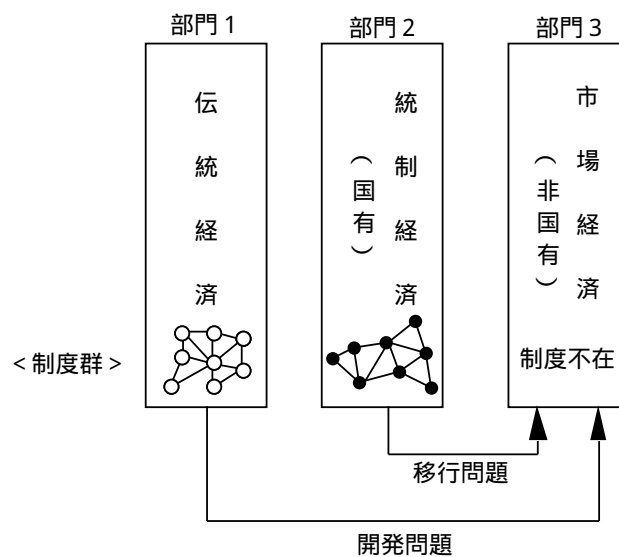 部門 1
部門 2
部門 3
伝統経済
統制経済
（国有）
市場経済
（非国有）
< 制度群 >
制度不在
移行問題
開発問題